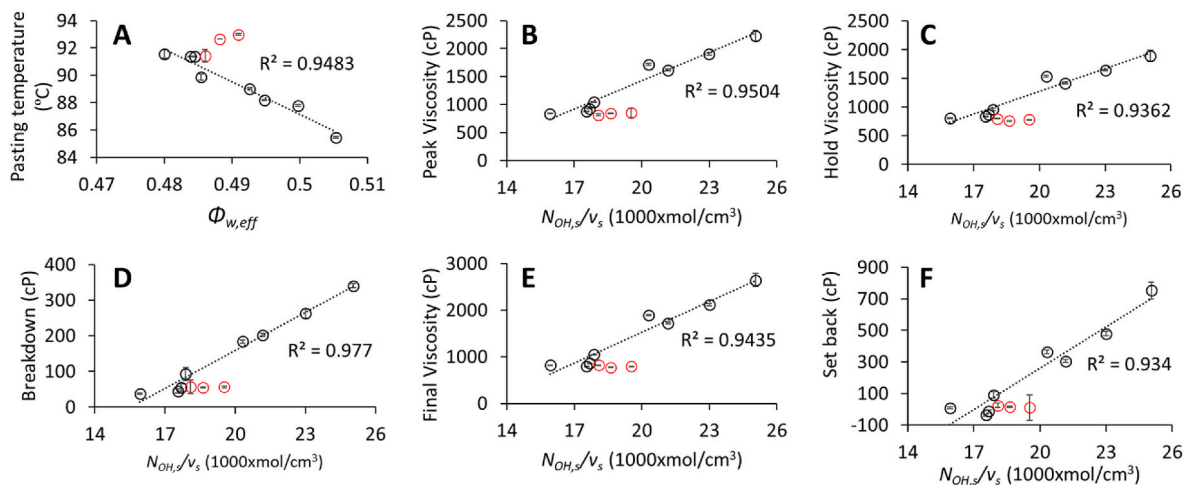 A
Pasting temperature
(ºC)
94
92
90
88
86
84
R² = 0.9483
0.47 0.48 0.49 0.5 0.51
Φw,eff
B
Peak Viscosity (cP)
2500
2000
1500
1000
500
0
R² = 0.9504
14 17 20 23 26
NOH,s/vs (1000xmol/cm³)
C
Hold Viscosity (cP)
2500
2000
1500
1000
500
0
R² = 0.9362
14 17 20 23 26
NOH,s/vs (1000xmol/cm³)
D
Breakdown (cP)
400
300
200
100
0
R² = 0.977
14 17 20 23 26
NOH,s/vs (1000xmol/cm³)
E
Final Viscosity (cP)
3000
2000
1000
0
R² = 0.9435
14 17 20 23 26
NOH,s/vs (1000xmol/cm³)
F
Set back (cP)
900
700
500
300
100
-100
R² = 0.934
14 17 20 23 26
NOH,s/vs (1000xmol/cm³)